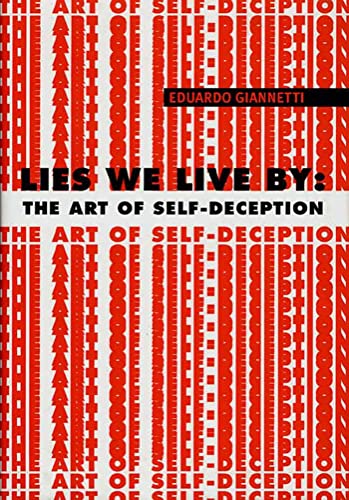 THE ART OF SELF-DECEPTION
EDUARDO GIANNETTI
LIES WE LIVE BY:
THE ART OF SELF-DECEPTION
THE ART OF SELF-DECEPTION
THE ART OF SELF-DECEPTION